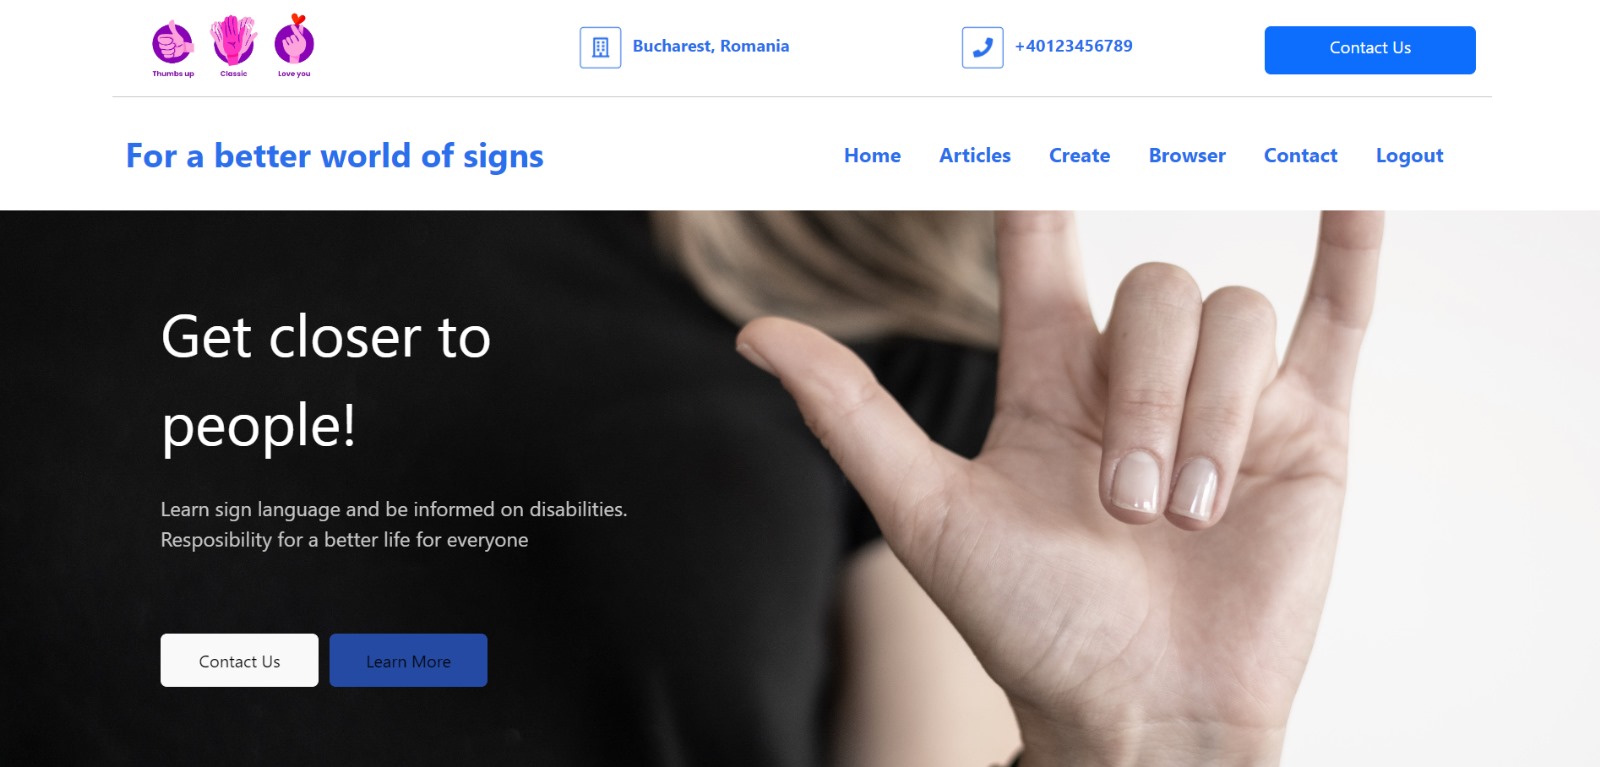 Thumbs up
Classic
Love you
Bucharest, Romania
+40123456789
Contact Us
For a better world of signs
Home
Articles
Create
Browser
Contact
Logout
Get closer to
people!
Learn sign language and be informed on disabilities.
Resposibility for a better life for everyone
Contact Us
Learn More